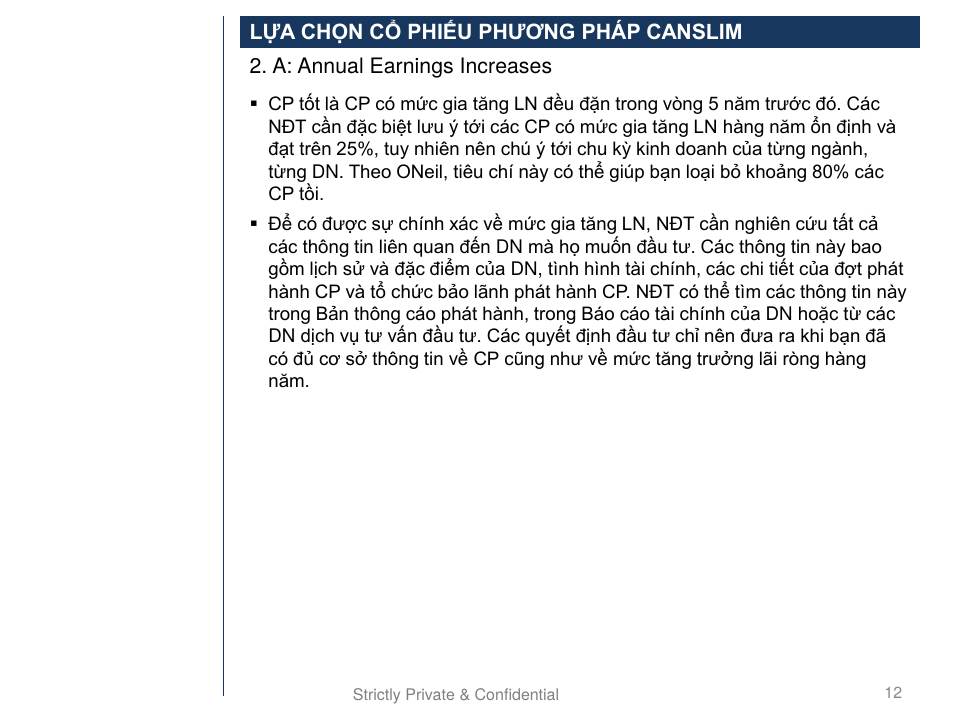 LỰA CHỌN CỔ PHIẾU PHƯƠNG PHÁP CANSLIM
2. A: Annual Earnings Increases
▪ CP tốt là CP có mức gia tăng LN đều đặn trong vòng 5 năm trước đó. Các
NĐT cần đặc biệt lưu ý tới các CP có mức gia tăng LN hàng năm ổn định và
đạt trên 25%, tuy nhiên nên chú ý tới chu kỳ kinh doanh của từng ngành,
từng DN. Theo ONeil, tiêu chí này có thể giúp bạn loại bỏ khoảng 80% các
CP tồi.
▪ Để có được sự chính xác về mức gia tăng LN, NĐT cần nghiên cứu tất cả
các thông tin liên quan đến DN mà họ muốn đầu tư. Các thông tin này bao
gồm lịch sử và đặc điểm của DN, tình hình tài chính, các chi tiết của đợt phát
hành CP và tổ chức bảo lãnh phát hành CP. NĐT có thể tìm các thông tin này
trong Bản thông cáo phát hành, trong Báo cáo tài chính của DN hoặc từ các
DN dịch vụ tư vấn đầu tư. Các quyết định đầu tư chỉ nên đưa ra khi bạn đã
có đủ cơ sở thông tin về CP cũng như về mức tăng trưởng lãi ròng hàng
năm.
Strictly Private & Confidential
12